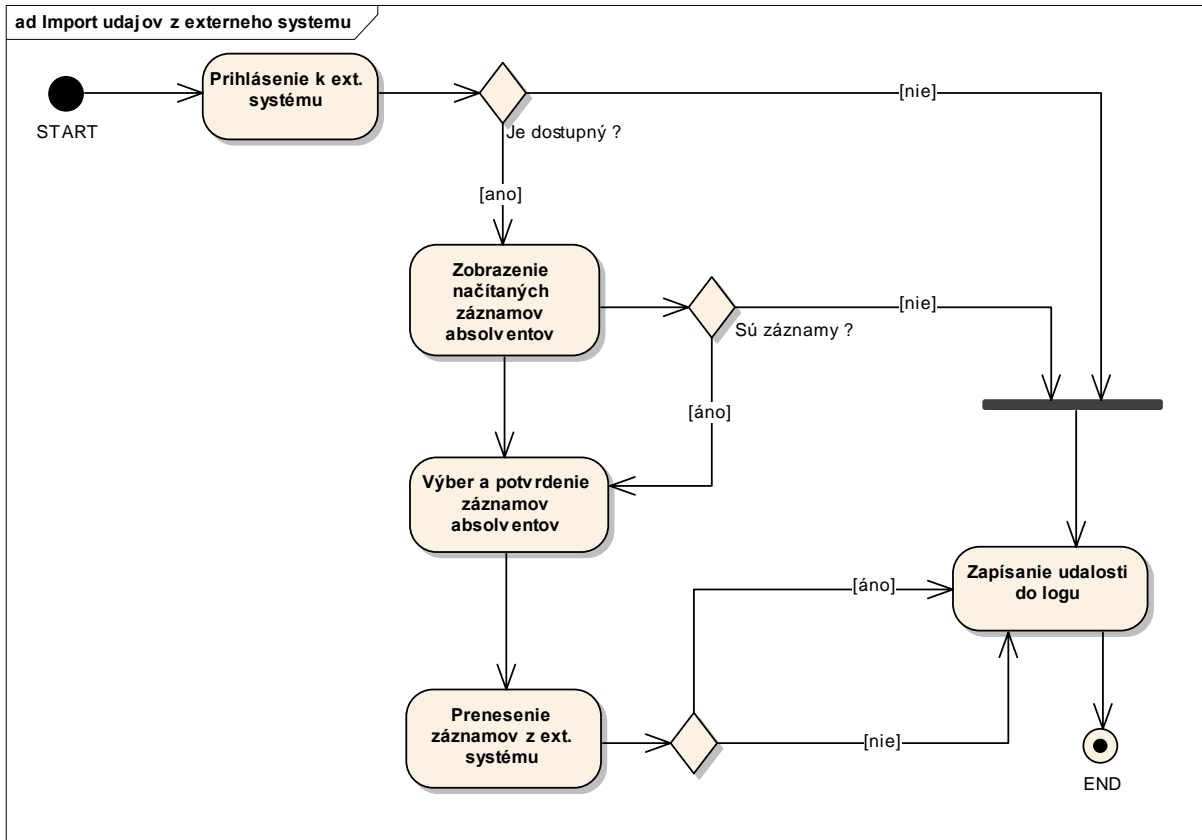 ad Import udajov z externeho systemu
START
Prihlásenie k ext.
systému
Je dostupný ?
[nie]
[ano]
Zobrazenie
načítaných
záznamov
absolventov
Sú záznamy ?
[nie]
[áno]
Výber a potvrdenie
záznamov
absolventov
Zapísanie udalosti
do logu
[áno]
Prenesenie
záznamov z ext.
systému
[nie]
END